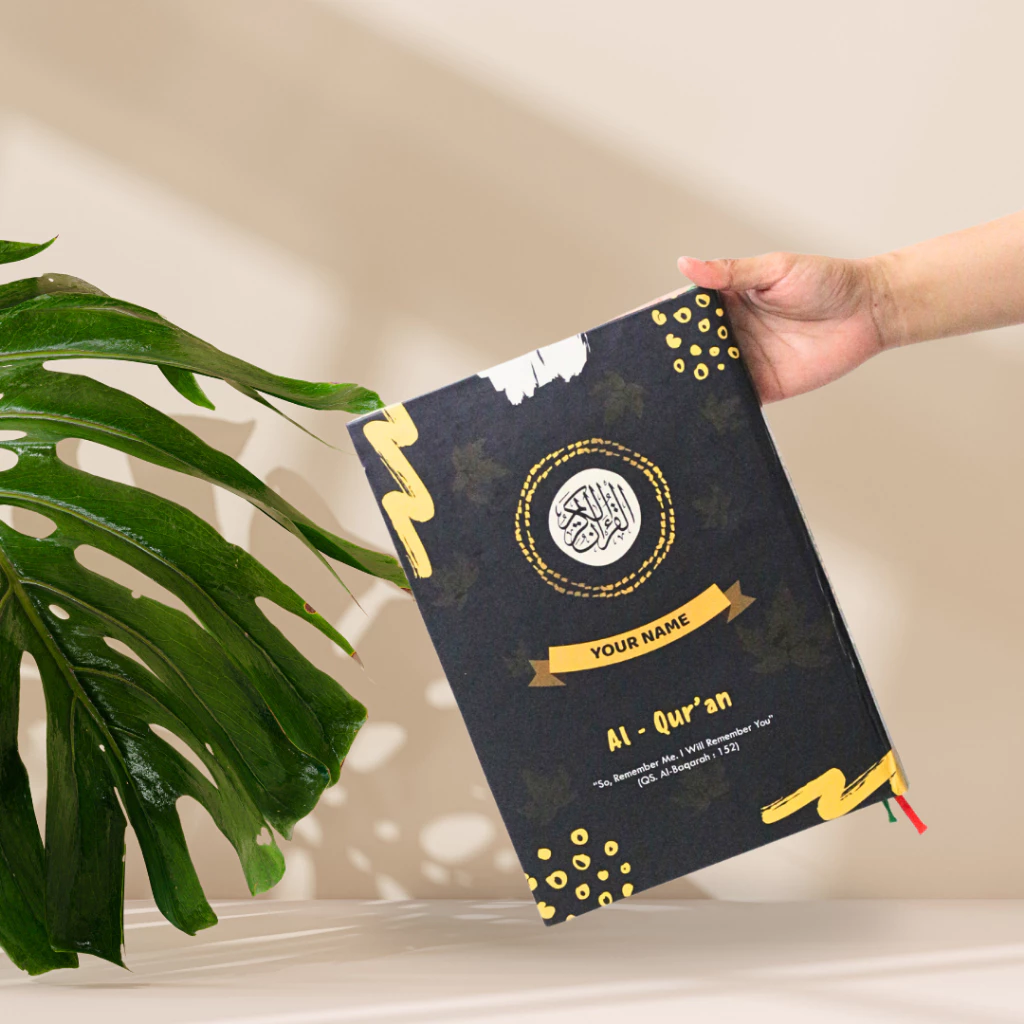 القرآن الكريم
YOUR NAME
Al - Qur'an
"So, Remember Me. I Will Remember You"
(QS. Al-Baqarah : 152)